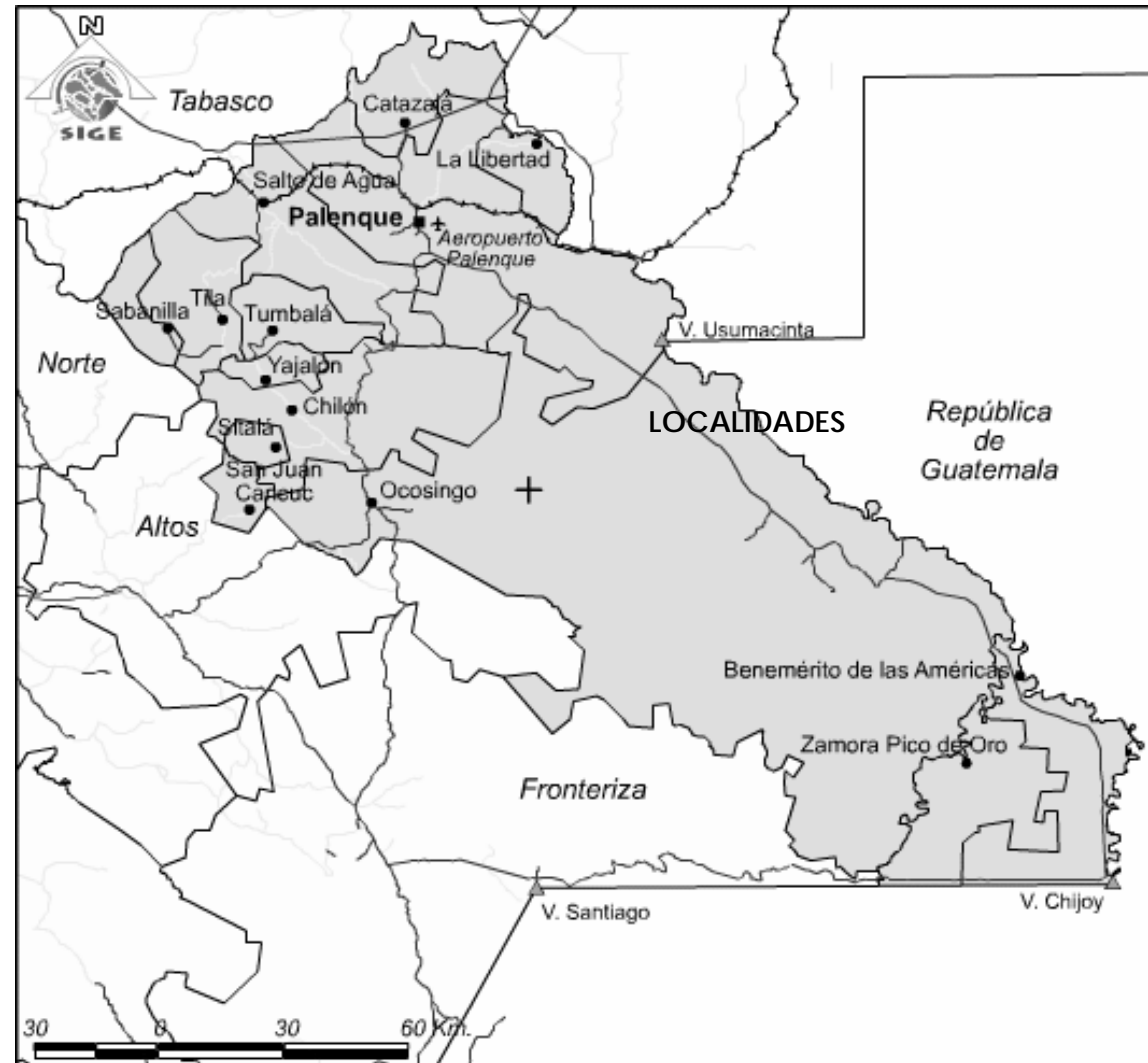 N
SIGE
Tabasco
Catazajá
La Libertad
Salto de Agua
Palenque
Aeropuerto
Palenque
Sabanilla
Tila
Tumbalá
V. Usumacinta
Norte
Yajalón
Chilón
LOCALIDADES
República
de
Guatemala
Sitalá
San Juan
Cancuc
Ocosingo
Altos
Benemérito de las Américas
Zamora Pico de Oro
Fronteriza
V. Santiago
V. Chijoy
30 0 30 60 Km.